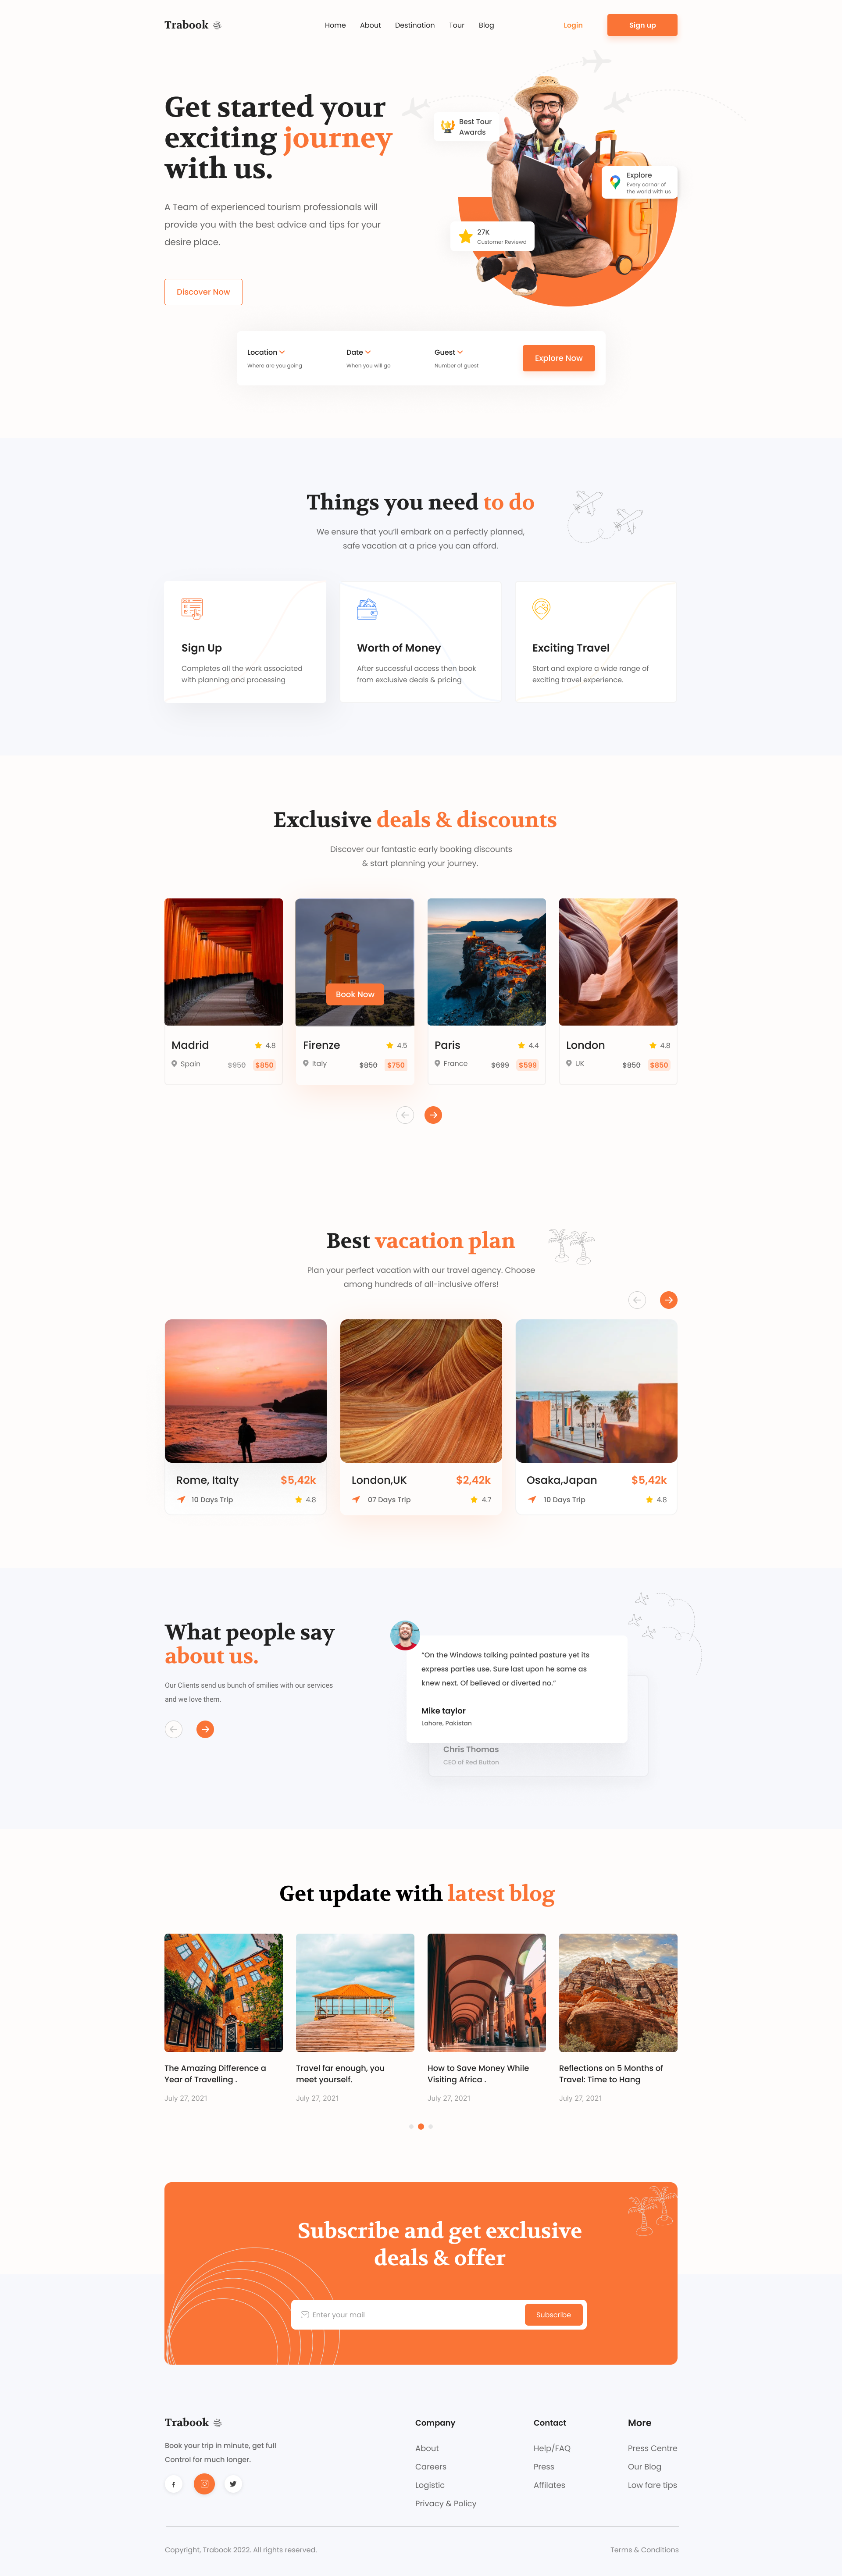 Trabook
Home About Destination Tour Blog
Login
Sign up
Get started your
exciting journey
with us.
A Team of experienced tourism professionals will
provide you with the best advice and tips for your
desire place.
Discover Now
Best Tour
Awards
Explore
Every cornar of
the world with us
27K
Customer Reviewd
Location
Where are you going
Date
When you will go
Guest
Number of guest
Explore Now
Things you need to do
We ensure that you'll embark on a perfectly planned,
safe vacation at a price you can afford.
Sign Up
Completes all the work associated
with planning and processing
Worth of Money
After successful access then book
from exclusive deals & pricing
Exciting Travel
Start and explore a wide range of
exciting travel experience.
Exclusive deals & discounts
Discover our fantastic early booking discounts
& start planning your journey.
Madrid 4.8
Spain $950 $850
Book Now
Firenze 4.5
Italy $850 $750
Paris 4.4
France $699 $599
London 4.8
UK $850 $850
Best vacation plan
Plan your perfect vacation with our travel agency. Choose
among hundreds of all-inclusive offers!
Rome, Italty $5,42k
10 Days Trip 4.8
London,UK $2,42k
07 Days Trip 4.7
Osaka,Japan $5,42k
10 Days Trip 4.8
What people say
about us.
Our Clients send us bunch of smilies with our services
and we love them.
"On the Windows talking painted pasture yet its
express parties use. Sure last upon he same as
knew next. Of believed or diverted no."
Mike taylor
Lahore, Pakistan
Chris Thomas
CEO of Red Button
Get update with latest blog
The Amazing Difference a
Year of Travelling .
July 27, 2021
Travel far enough, you
meet yourself.
July 27, 2021
How to Save Money While
Visiting Africa .
July 27, 2021
Reflections on 5 Months of
Travel: Time to Hang
July 27, 2021
Subscribe and get exclusive
deals & offer
Enter your mail
Subscribe
Trabook
Book your trip in minute, get full
Control for much longer.
Company
About
Careers
Logistic
Privacy & Policy
Contact
Help/FAQ
Press
Affilates
More
Press Centre
Our Blog
Low fare tips
Copyright, Trabook 2022. All rights reserved.
Terms & Conditions